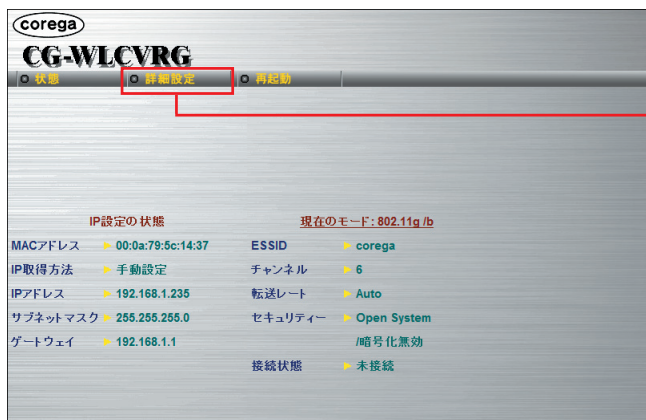 corega
CG-WLCVRG
状態 詳細設定 再起動
IP設定の状態
MACアドレス 00:0a:79:5c:14:37
IP取得方法 手動設定
IPアドレス 192.168.1.235
サブネットマスク 255.255.255.0
ゲートウェイ 192.168.1.1
現在のモード: 802.11g /b
ESSID corega
チャンネル 6
転送レート Auto
セキュリティー Open System
/暗号化無効
接続状態 未接続